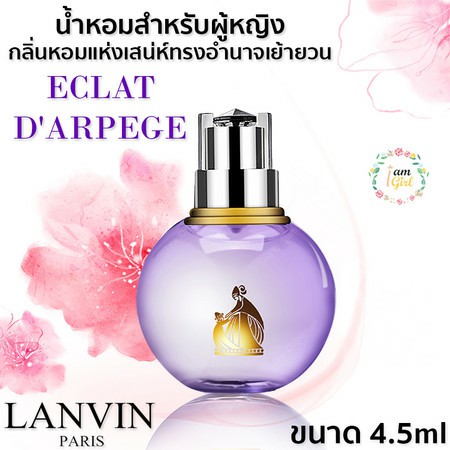 น้ำหอมสำหรับผู้หญิง
กลิ่นหอมแห่งเสน่ห์ทรงอำนาจเย้ายวน
ECLAT
D'ARPEGE
I am
Girl
LANVIN
PARIS
ขนาด 4.5ml